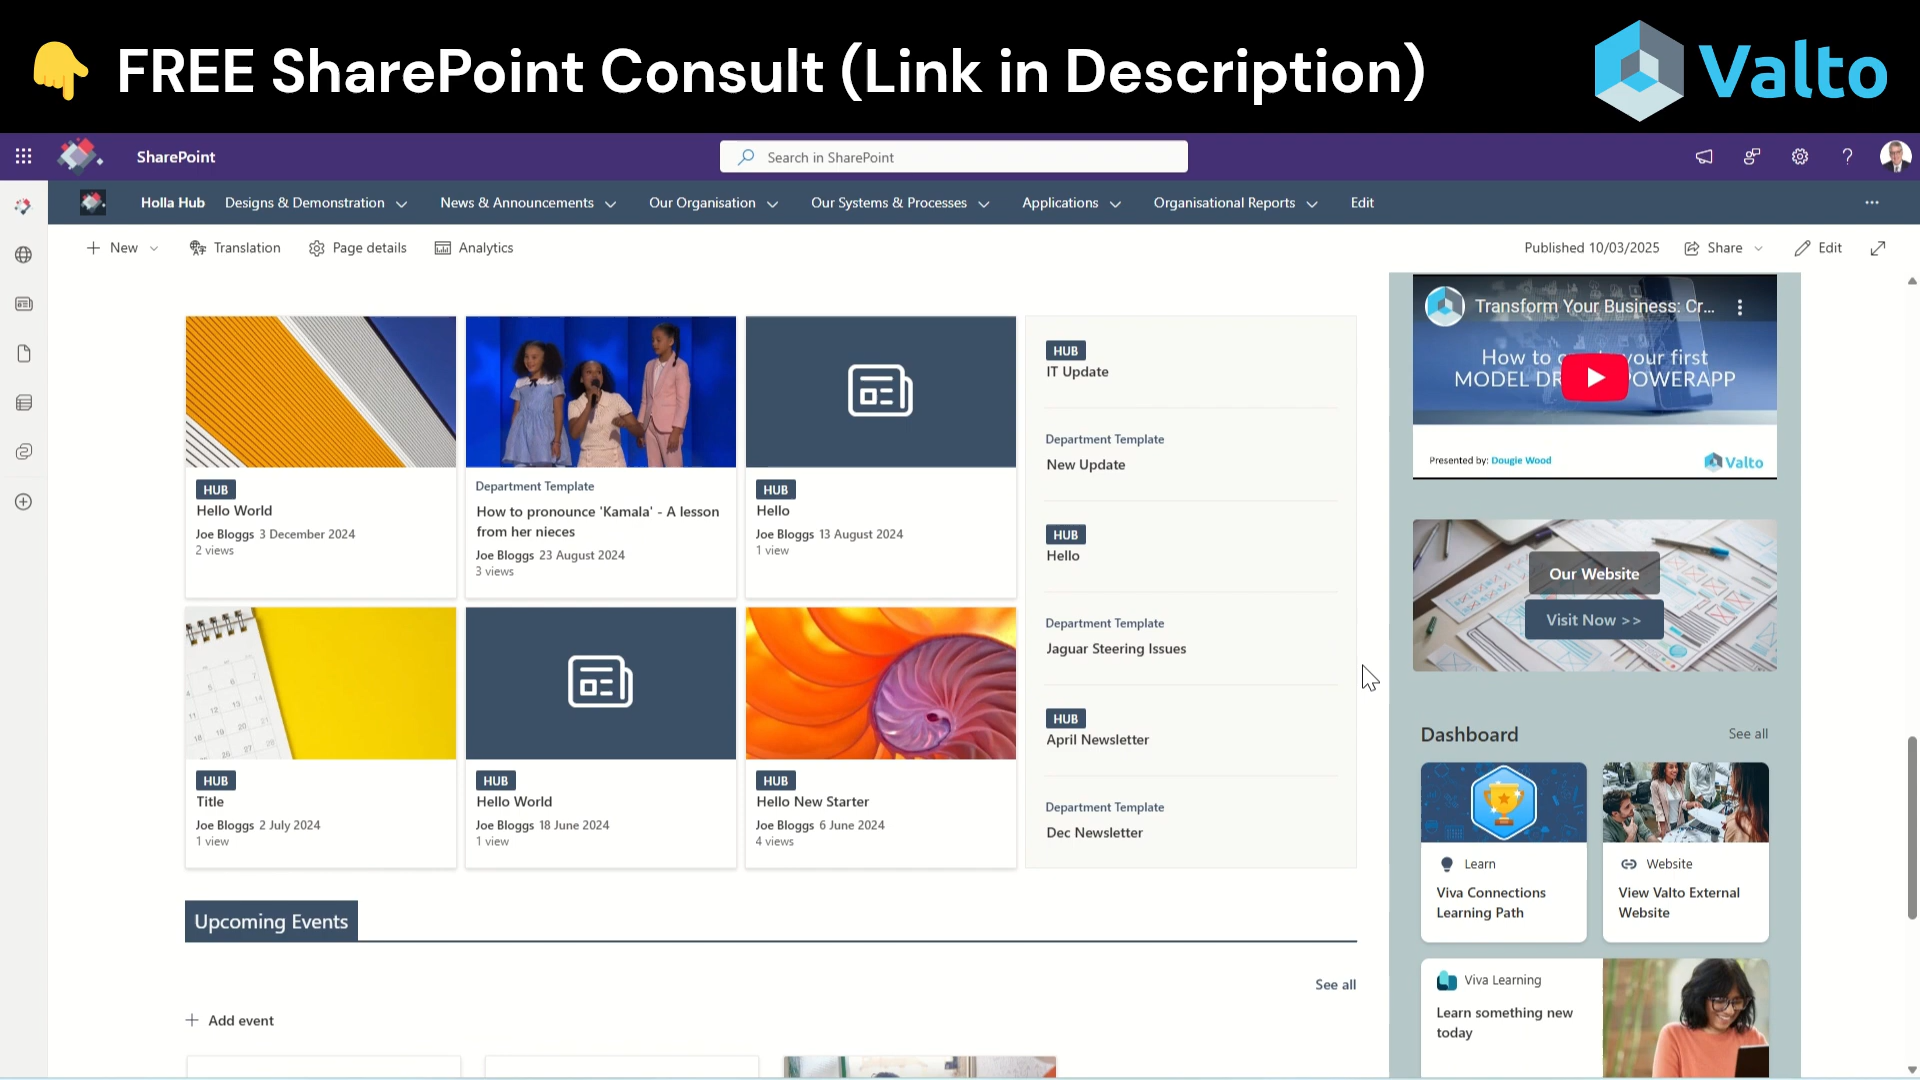 FREE SharePoint Consult (Link in Description)
Valto
SharePoint
Search in SharePoint
Holla Hub
Designs & Demonstration
News & Announcements
Our Organisation
Our Systems & Processes
Applications
Organisational Reports
Edit
New
Translation
Page details
Analytics
Published 10/03/2025
Share
Edit
HUB
Hello World
Joe Bloggs 3 December 2024
2 views
Department Template
How to pronounce 'Kamala' - A lesson
from her nieces
Joe Bloggs 23 August 2024
3 views
HUB
Hello
Joe Bloggs 13 August 2024
1 view
HUB
Title
Joe Bloggs 2 July 2024
1 view
HUB
Hello World
Joe Bloggs 18 June 2024
1 view
HUB
Hello New Starter
Joe Bloggs 6 June 2024
4 views
HUB
IT Update
Department Template
New Update
HUB
Hello
Department Template
Jaguar Steering Issues
HUB
April Newsletter
Department Template
Dec Newsletter
Upcoming Events
See all
Add event
Transform Your Business: Cr...
How to your first
MODEL POWERAPP
Presented by: Dougie Wood
Valto
Our Website
Visit Now >>
Dashboard
See all
Learn
Viva Connections
Learning Path
Website
View Valto External
Website
Viva Learning
Learn something new
today